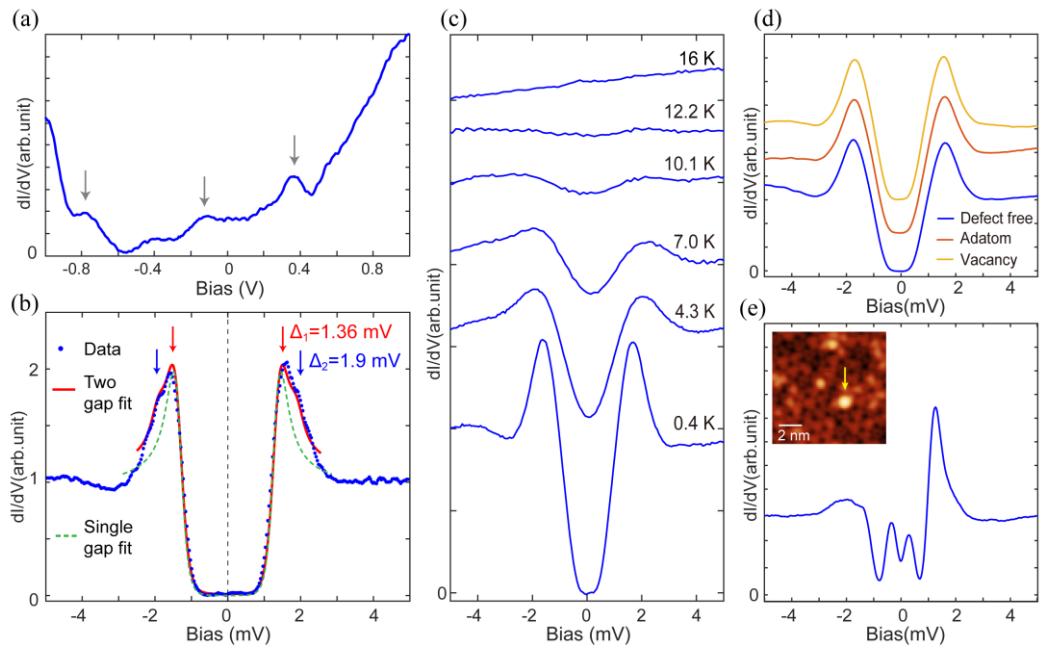 (a)
dI/dV(arb.unit)
0
-0.8 -0.4 0 0.4 0.8
Bias (V)
(b)
Δ₁=1.36 mV
Δ₂=1.9 mV
Data
Two
gap fit
Single
gap fit
dI/dV(arb.unit)
2
1
0
-4 -2 0 2 4
Bias (mV)
(c)
16 K
12.2 K
10.1 K
7.0 K
4.3 K
0.4 K
dI/dV(arb.unit)
0
-4 -2 0 2 4
Bias (mV)
(d)
dI/dV(arb.unit)
Defect free
Adatom
Vacancy
0
-4 -2 0 2 4
Bias(mV)
(e)
2 nm
dI/dV(arb.unit)
0
-4 -2 0 2 4
Bias(mV)